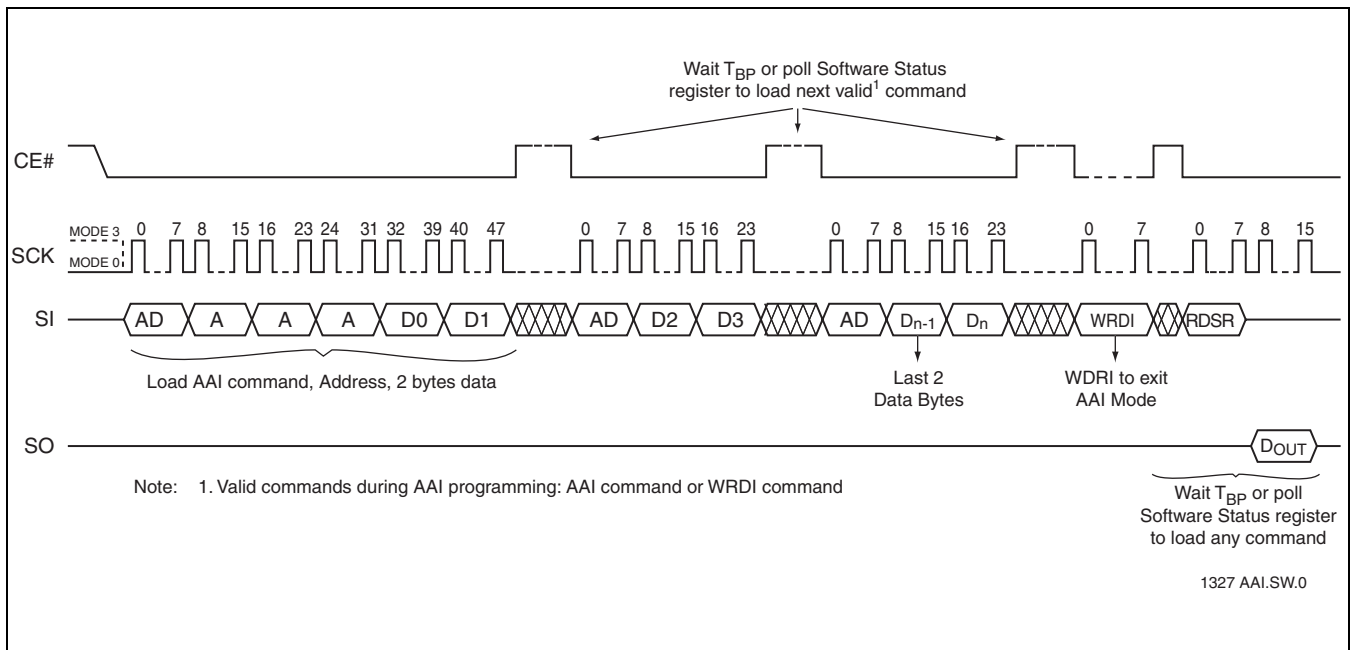 Wait TBP or poll Software Status
register to load next valid1 command
CE#
MODE 3
0 7 8 15 16 23 24 31 32 39 40 47 0 7 8 15 16 23 0 7 8 15 16 23 0 7 0 7 8 15
SCK
MODE 0
SI
AD A A A D0 D1 AD D2 D3 AD Dn-1 Dn WRDI RDSR
Load AAI command, Address, 2 bytes data
Last 2
Data Bytes
WDRI to exit
AAI Mode
SO
DOUT
Note: 1. Valid commands during AAI programming: AAI command or WRDI command
Wait TBP or poll
Software Status register
to load any command
1327 AAI.SW.0